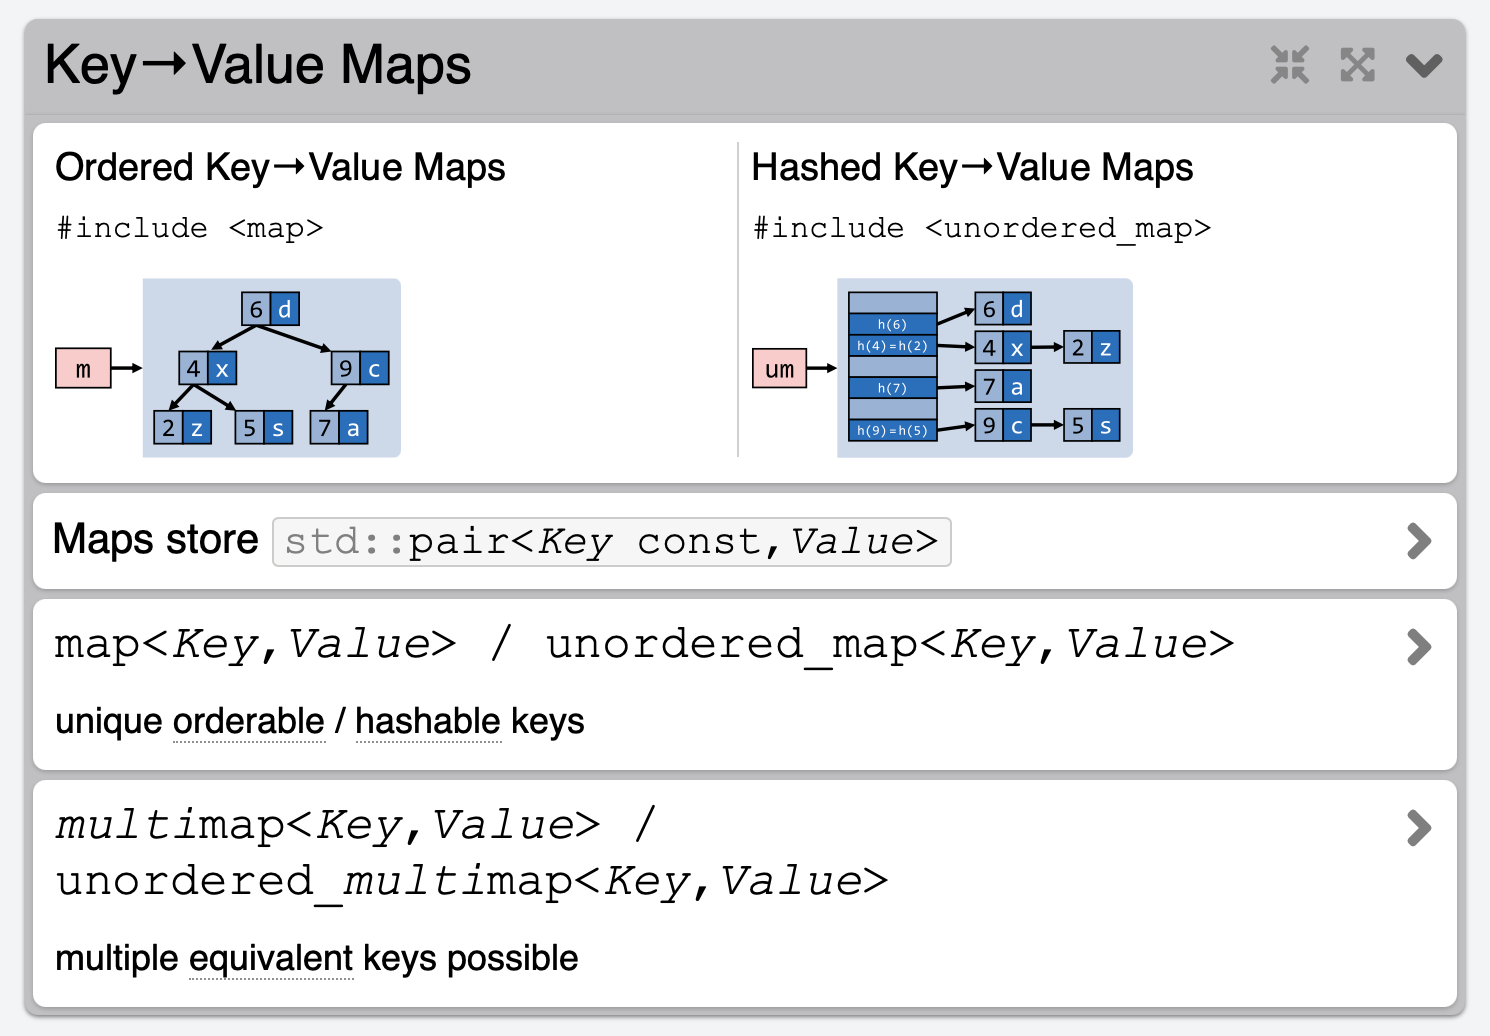 Key→Value Maps
Ordered Key→Value Maps
#include <map>
m
6 d
4 x
9 c
2 z
5 s
7 a
Hashed Key→Value Maps
#include <unordered_map>
um
h(6)
h(4)=h(2)
h(7)
h(9)=h(5)
6 d
4 x
2 z
7 a
9 c
5 s
Maps store std::pair<Key const,Value>
map<Key,Value> / unordered_map<Key,Value>
unique orderable / hashable keys
multimap<Key,Value> /
unordered_multimap<Key,Value>
multiple equivalent keys possible